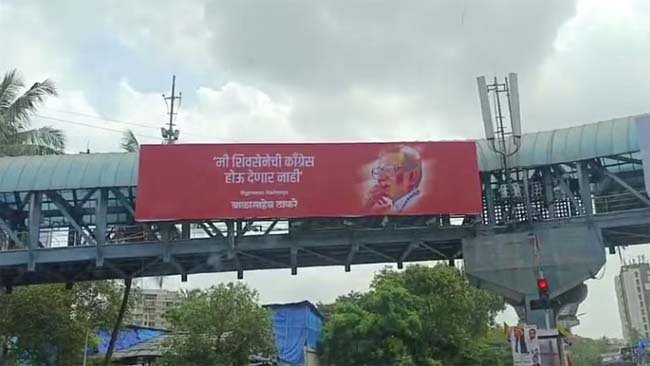 'मी शिवसेनेची काँग्रेस
होऊ देणार नाही'
बाळासाहेब ठाकरे